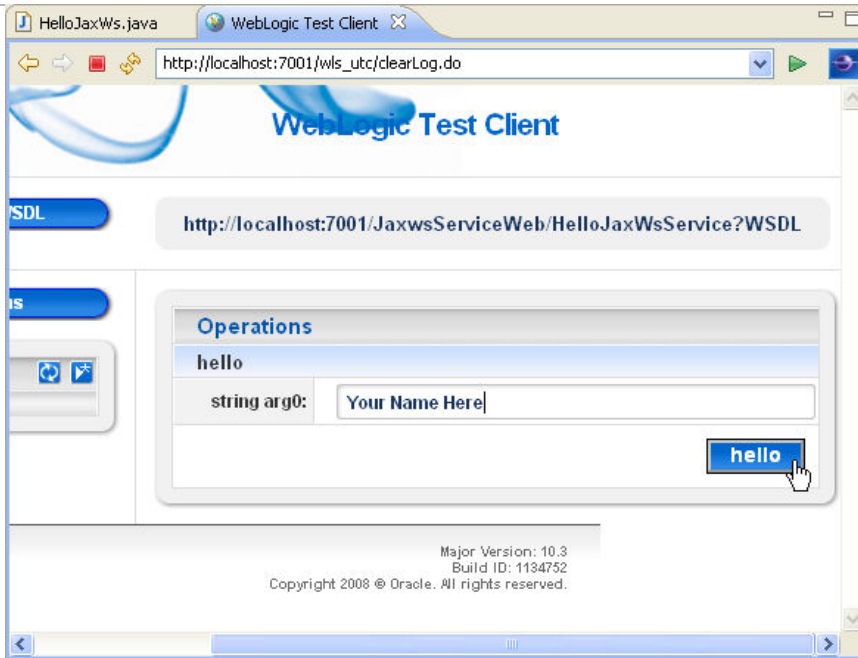 HelloJaxWs.java
WebLogic Test Client
http://localhost:7001/wls_utc/clearLog.do
WebLogic Test Client
WSDL
http://localhost:7001/JaxwsServiceWeb/HelloJaxWsService?WSDL
ns
Operations
hello
string arg0:
Your Name Here
hello
Major Version: 10.3
Build ID: 1134752
Copyright 2008 © Oracle. All rights reserved.